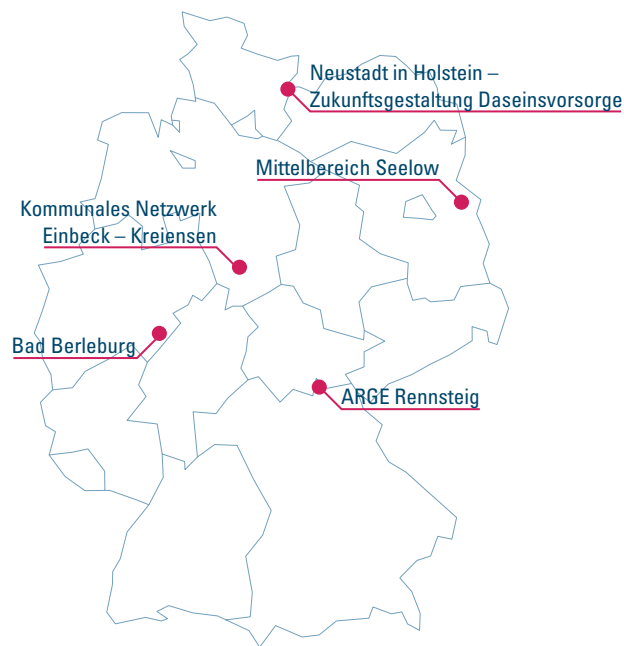 Neustadt in Holstein –
Zukunftsgestaltung Daseinsvorsorge
Mittelbereich Seelow
Kommunales Netzwerk
Einbeck – Kreiensen
Bad Berleburg
ARGE Rennsteig